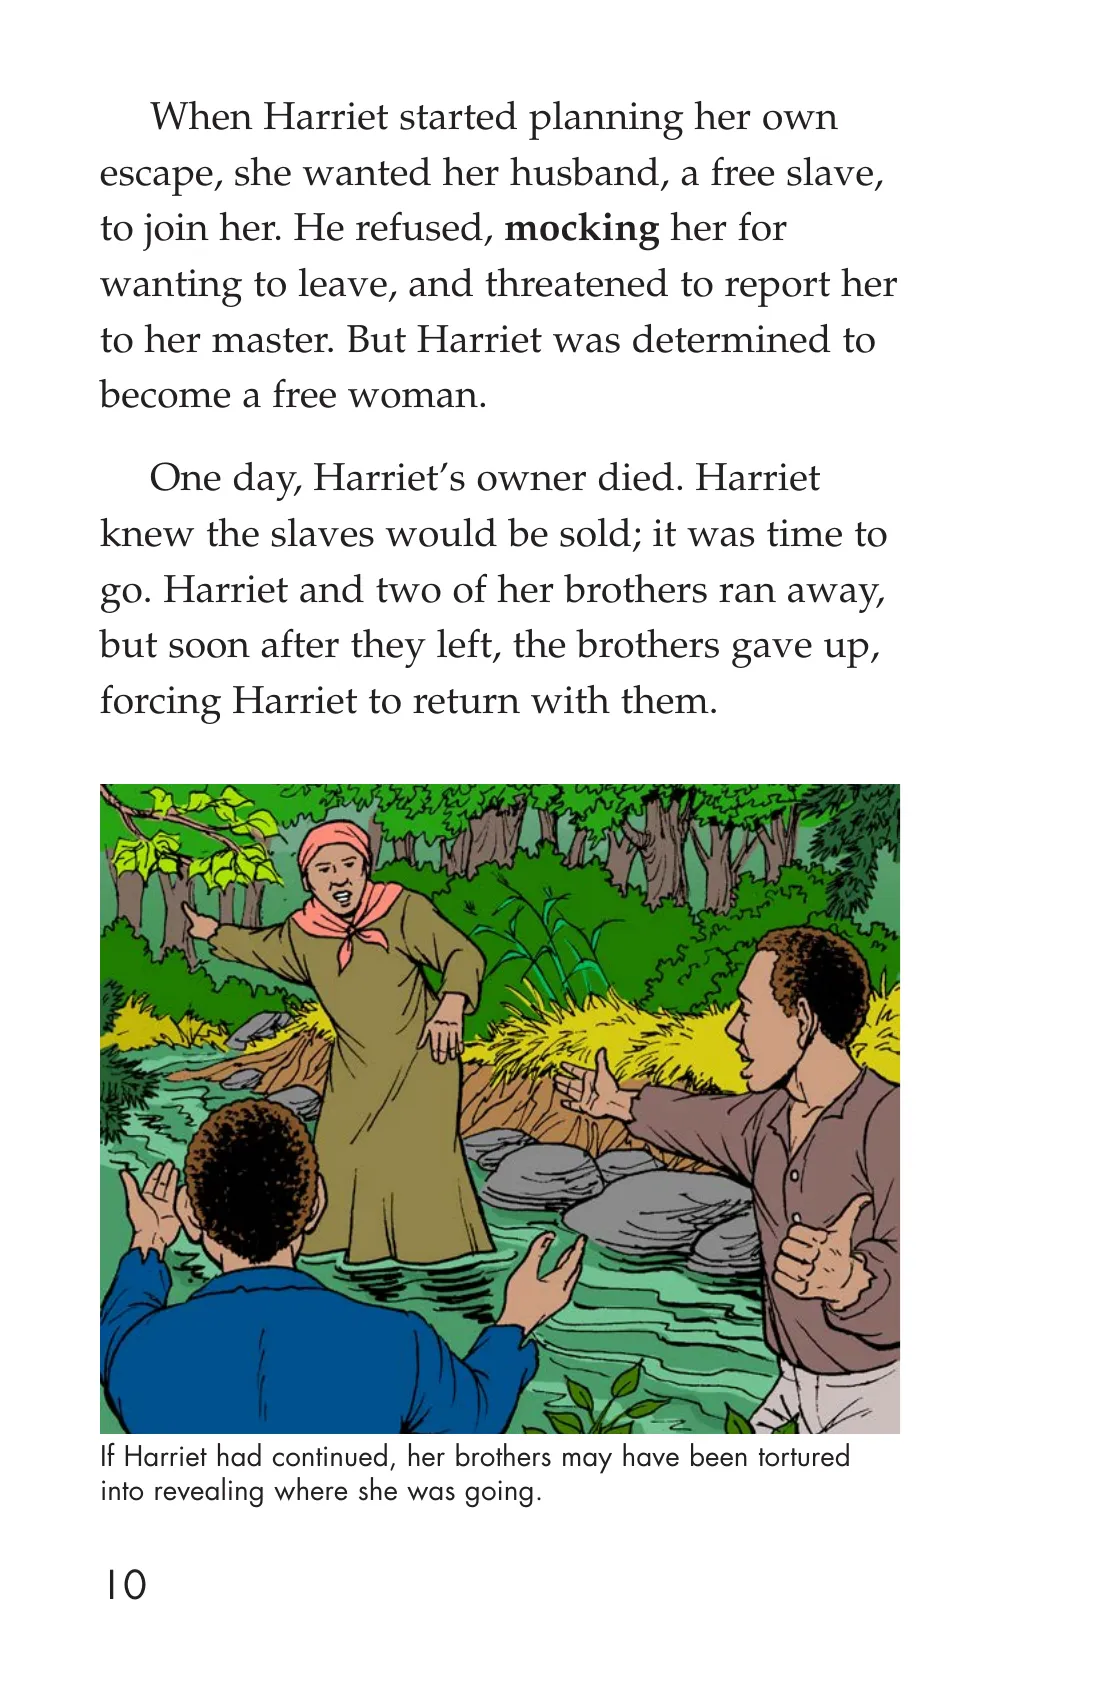 When Harriet started planning her own
escape, she wanted her husband, a free slave,
to join her. He refused, mocking her for
wanting to leave, and threatened to report her
to her master. But Harriet was determined to
become a free woman.
One day, Harriet’s owner died. Harriet
knew the slaves would be sold; it was time to
go. Harriet and two of her brothers ran away,
but soon after they left, the brothers gave up,
forcing Harriet to return with them.
If Harriet had continued, her brothers may have been tortured
into revealing where she was going.
10